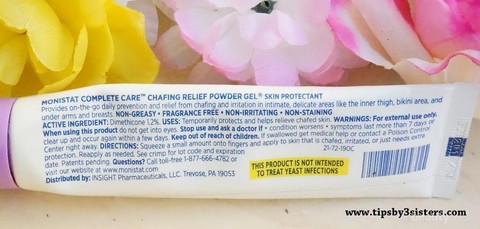 MONISTAT COMPLETE CARE™ CHAFING RELIEF POWDER GEL® SKIN PROTECTANT
Provides on-the-go daily prevention and relief from chafing and irritation in intimate, delicate areas like the inner thigh, bikini area, and
under arms and breasts. NON-GREASY • FRAGRANCE FREE • NON-IRRITATING • NON-STAINING
ACTIVE INGREDIENT: Dimethicone 1.2% USES: Temporarily protects and helps relieve chafed skin. WARNINGS: For external use only.
When using this product do not get into eyes. Stop use and ask a doctor if • condition worsens • symptoms last more than 7 days or
clear up and occur again within a few days. Keep out of reach of children. If swallowed get medical help or contact a Poison Control
Center right away. DIRECTIONS: Squeeze a small amount onto fingers and apply to skin that is chafed, irritated, or just needs extra
protection. Reapply as needed. See crimp for lot code and expiration
date. Patents pending. Questions? Call toll-free 1-877-666-4782 or
visit our website at www.monistat.com
Distributed by: INSIGHT Pharmaceuticals, LLC. Trevose, PA 19053
21-72-190C
THIS PRODUCT IS NOT INTENDED
TO TREAT YEAST INFECTIONS
www.tipsby3sisters.com